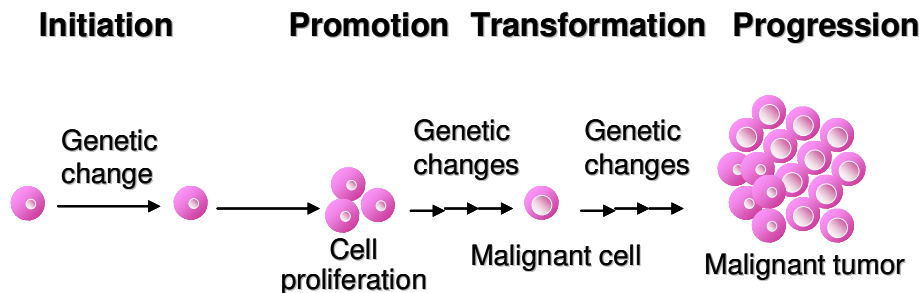 Initiation Promotion Transformation Progression
Genetic
change
Genetic
changes
Genetic
changes
Cell
proliferation
Malignant cell
Malignant tumor